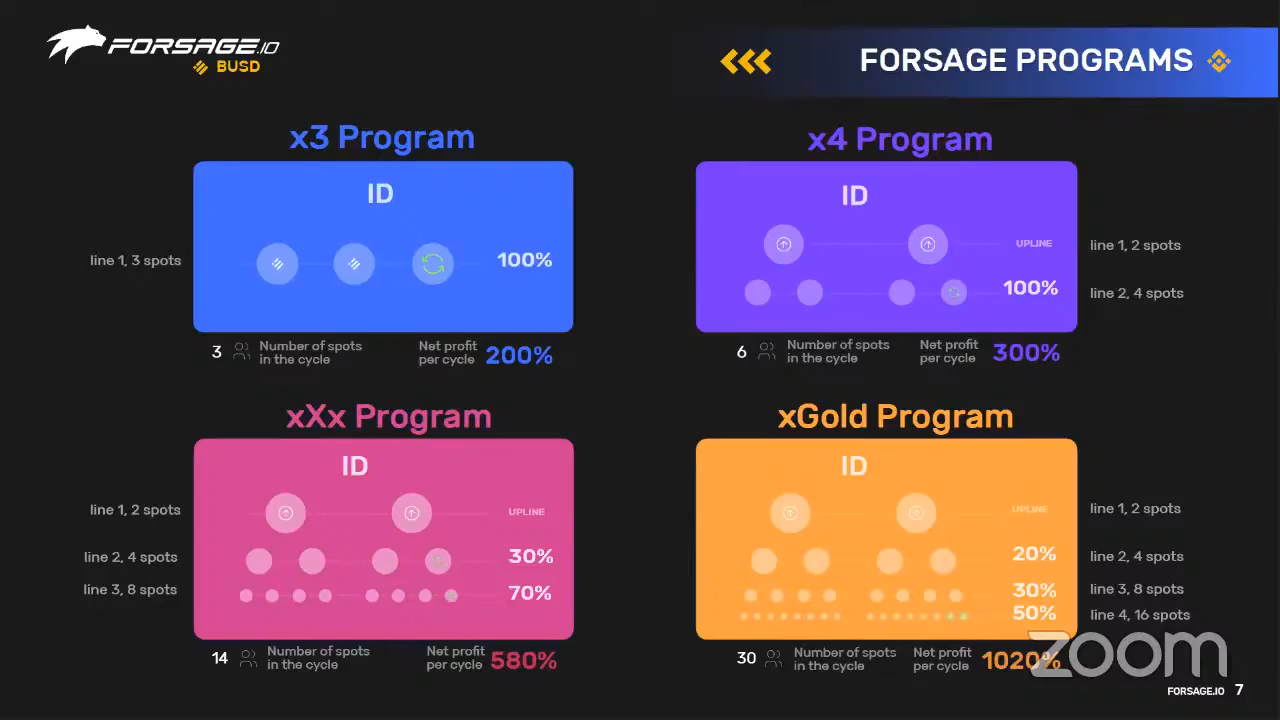 FORSAGE.IO
BUSD
FORSAGE PROGRAMS
x3 Program
ID
line 1, 3 spots
100%
3
Number of spots
in the cycle
Net profit
per cycle
200%
x4 Program
ID
UPLINE
line 1, 2 spots
100%
line 2, 4 spots
6
Number of spots
in the cycle
Net profit
per cycle
300%
xXx Program
ID
line 1, 2 spots
UPLINE
line 2, 4 spots
30%
line 3, 8 spots
70%
14
Number of spots
in the cycle
Net profit
per cycle
580%
xGold Program
ID
UPLINE
line 1, 2 spots
20%
line 2, 4 spots
30%
line 3, 8 spots
50%
line 4, 16 spots
30
Number of spots
in the cycle
Net profit
per cycle
1020%
zoom
FORSAGE.IO 7